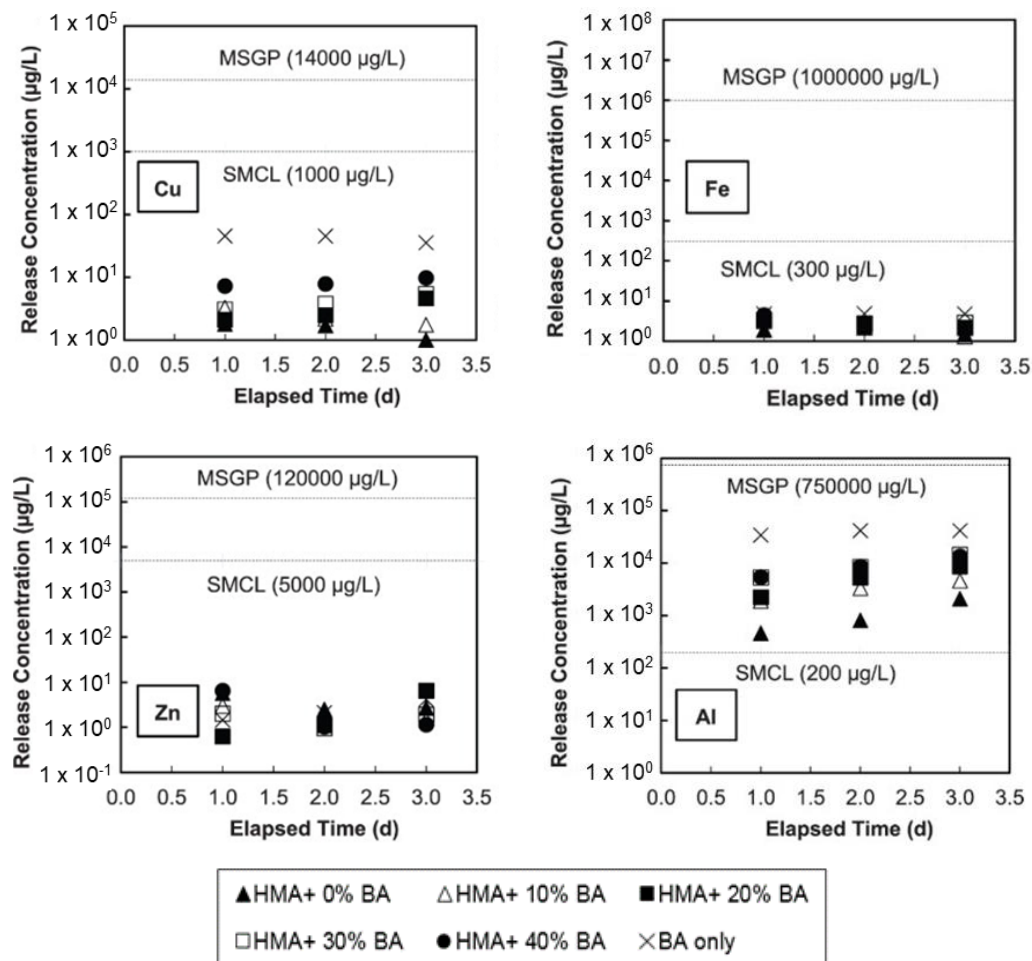 Release Concentration (µg/L)
1 x 10⁵
1 x 10⁴
1 x 10³
1 x 10²
1 x 10¹
1 x 10⁰
MSGP (14000 µg/L)
SMCL (1000 µg/L)
Cu
0.0 0.5 1.0 1.5 2.0 2.5 3.0 3.5
Elapsed Time (d)
Release Concentration (µg/L)
1 x 10⁸
1 x 10⁷
1 x 10⁶
1 x 10⁵
1 x 10⁴
1 x 10³
1 x 10²
1 x 10¹
1 x 10⁰
MSGP (1000000 µg/L)
Fe
SMCL (300 µg/L)
0.0 0.5 1.0 1.5 2.0 2.5 3.0 3.5
Elapsed Time (d)
Release Concentration (µg/L)
1 x 10⁶
1 x 10⁵
1 x 10⁴
1 x 10³
1 x 10²
1 x 10¹
1 x 10⁰
1 x 10⁻¹
MSGP (120000 µg/L)
SMCL (5000 µg/L)
Zn
0.0 0.5 1.0 1.5 2.0 2.5 3.0 3.5
Elapsed Time (d)
Release Concentration (µg/L)
1 x 10⁶
1 x 10⁵
1 x 10⁴
1 x 10³
1 x 10²
1 x 10¹
1 x 10⁰
MSGP (750000 µg/L)
SMCL (200 µg/L)
Al
0.0 0.5 1.0 1.5 2.0 2.5 3.0 3.5
Elapsed Time (d)
HMA+ 0% BA HMA+ 10% BA HMA+ 20% BA
HMA+ 30% BA HMA+ 40% BA BA only